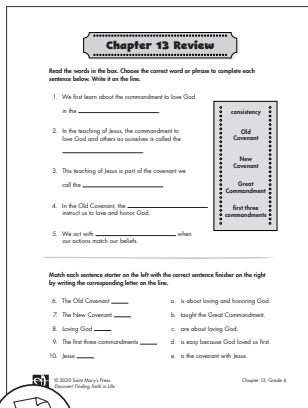 Chapter 13 Review
Read the words in the box. Choose the correct word or phrase to complete each
sentence below. Write it on the line.
1. We first learn about the commandment to love God
in the
2. In the teaching of Jesus, the commandment to
love God and others as ourselves is called the
.
3. This teaching of Jesus is part of the covenant we
call the .
4. In the Old Covenant, the
instruct us to love and honor God.
5. We act with when
our actions match our beliefs.
consistency
Old
Covenant
New
Covenant
Great
Commandment
first three
commandments
Match each sentence starter on the left with the correct sentence finisher on the right
by writing the corresponding letter on the line.
6. The Old Covenant a. is about loving and honoring God.
7. The New Covenant b. taught the Great Commandment.
8. Loving God c. are about loving God.
9. The first three commandments d. is easy because God loved us first.
10. Jesus e. is the covenant with Jesus.
© 2020 Saint Mary's Press
Discover! Finding Faith in Life
Chapter 13, Grade 4